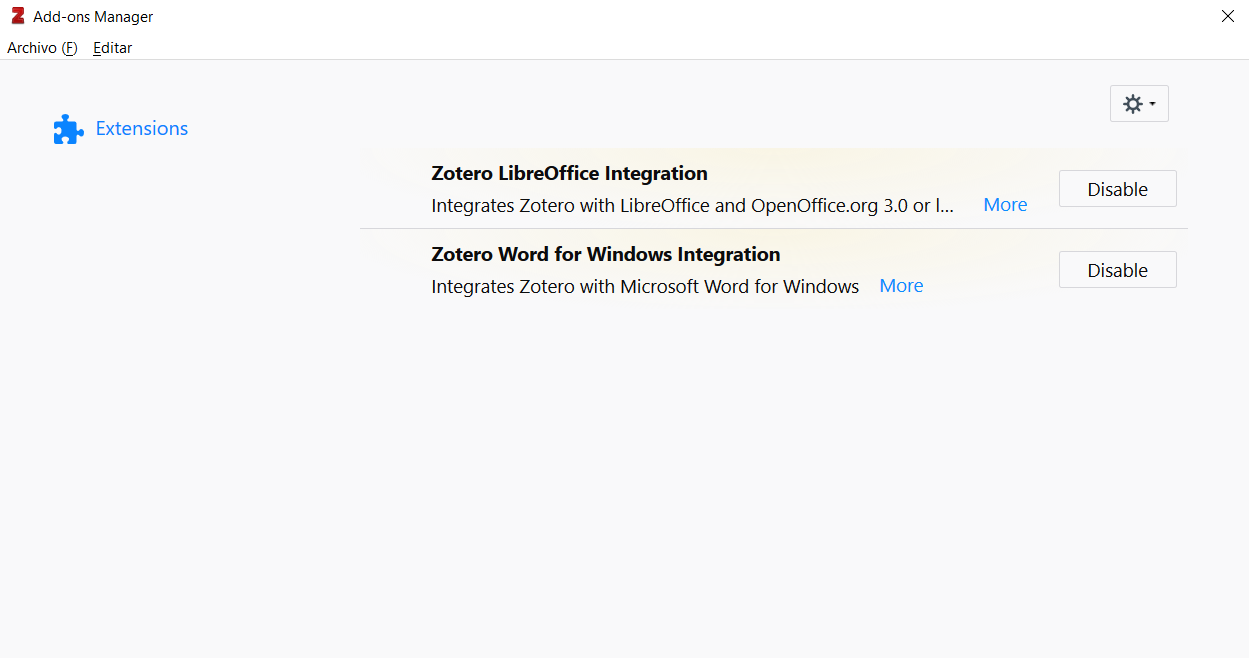 Add-ons Manager
Archivo (F) Editar
Extensions
Zotero LibreOffice Integration
Integrates Zotero with LibreOffice and OpenOffice.org 3.0 or l... More
Disable
Zotero Word for Windows Integration
Integrates Zotero with Microsoft Word for Windows More
Disable